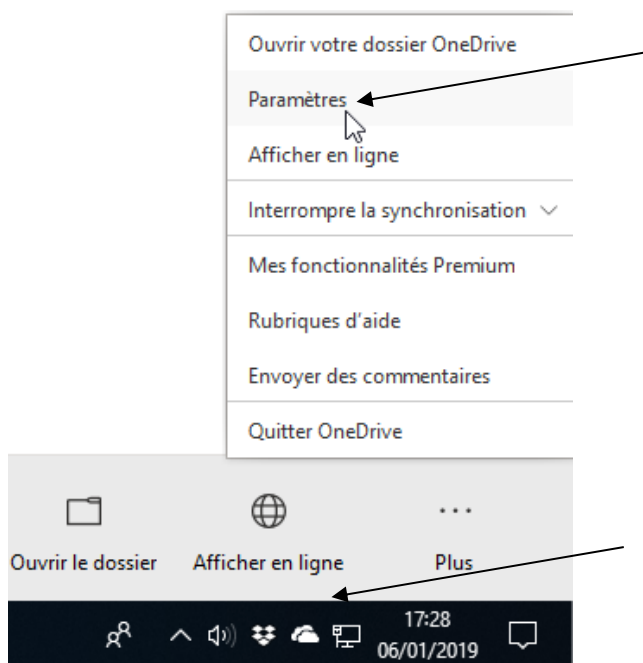 Ouvrir votre dossier OneDrive
Paramètres
Afficher en ligne
Interrompre la synchronisation
Mes fonctionnalités Premium
Rubriques d'aide
Envoyer des commentaires
Quitter OneDrive
Ouvrir le dossier Afficher en ligne Plus
17:28
06/01/2019